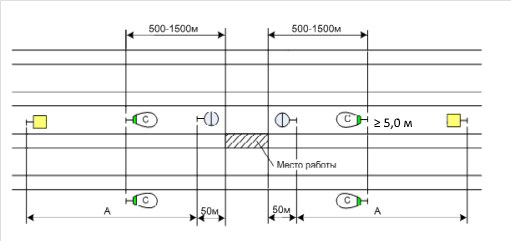 500-1500м 500-1500м
С С ≥ 5,0 м
Место работы
С С
А 50м 50м А